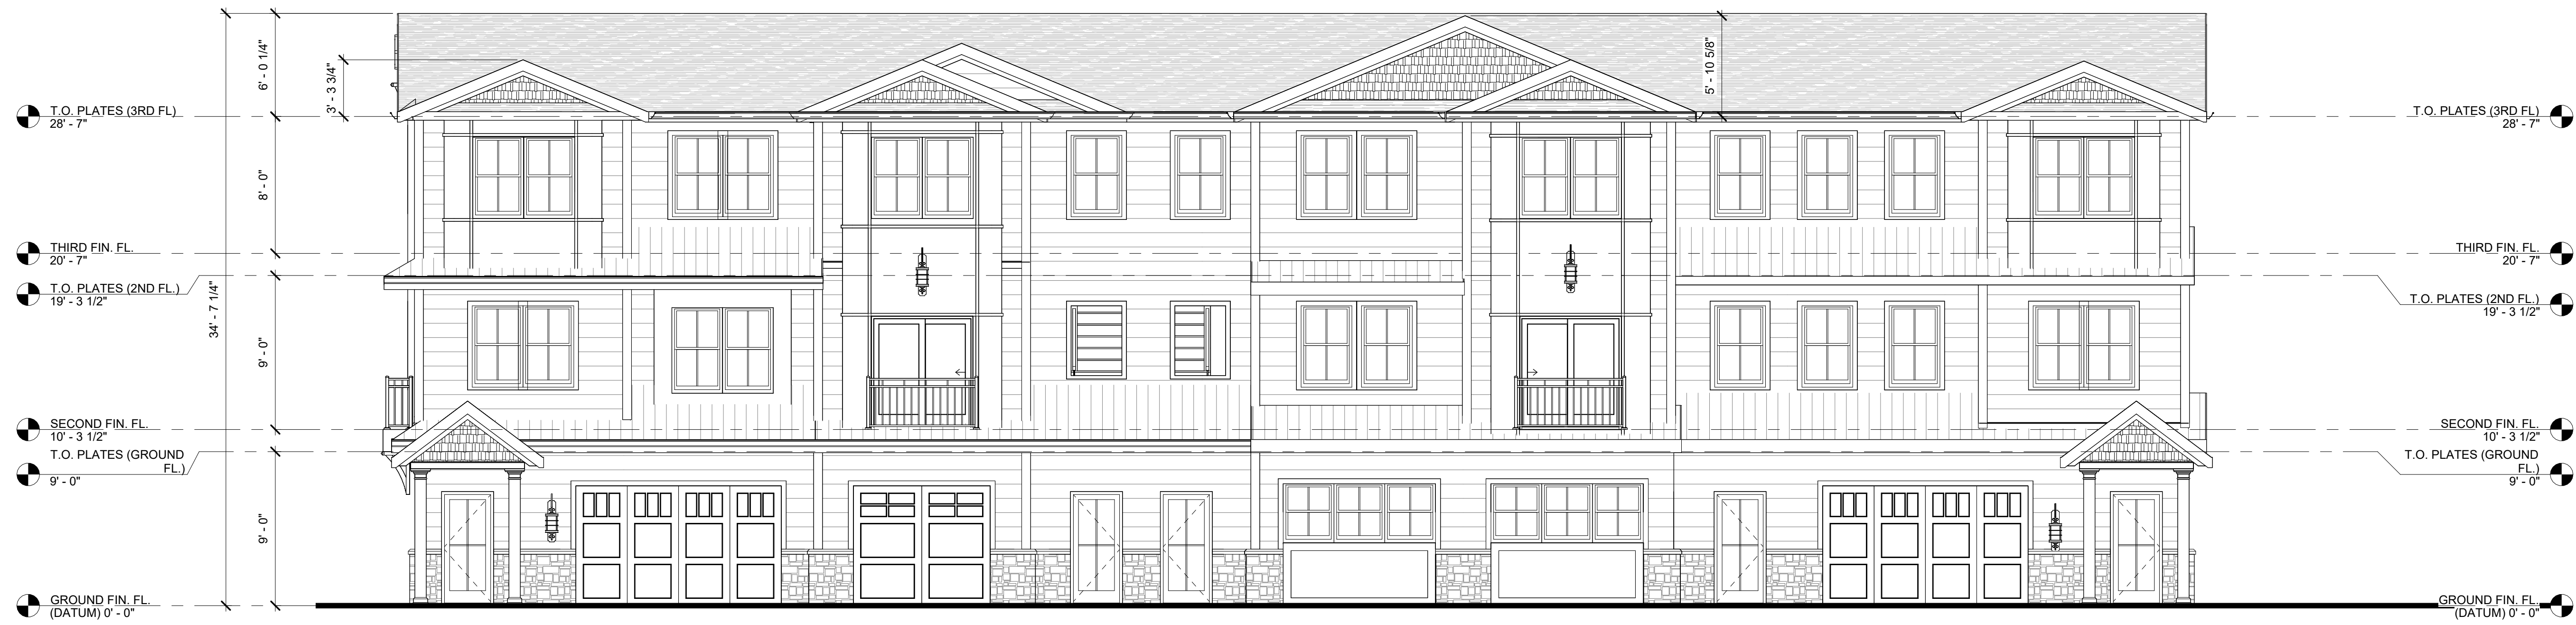 6' - 0 1/4"
3' - 3 3/4"
5' - 10 5/8"
T.O. PLATES (3RD FL)
28' - 7"
T.O. PLATES (3RD FL)
28' - 7"
8' - 0"
THIRD FIN. FL.
20' - 7"
THIRD FIN. FL.
20' - 7"
T.O. PLATES (2ND FL.)
19' - 3 1/2"
T.O. PLATES (2ND FL.)
19' - 3 1/2"
34' - 7 1/4"
9' - 0"
SECOND FIN. FL.
10' - 3 1/2"
SECOND FIN. FL.
10' - 3 1/2"
T.O. PLATES (GROUND
FL.)
9' - 0"
T.O. PLATES (GROUND
FL.)
9' - 0"
9' - 0"
GROUND FIN. FL.
(DATUM) 0' - 0"
GROUND FIN. FL.
(DATUM) 0' - 0"